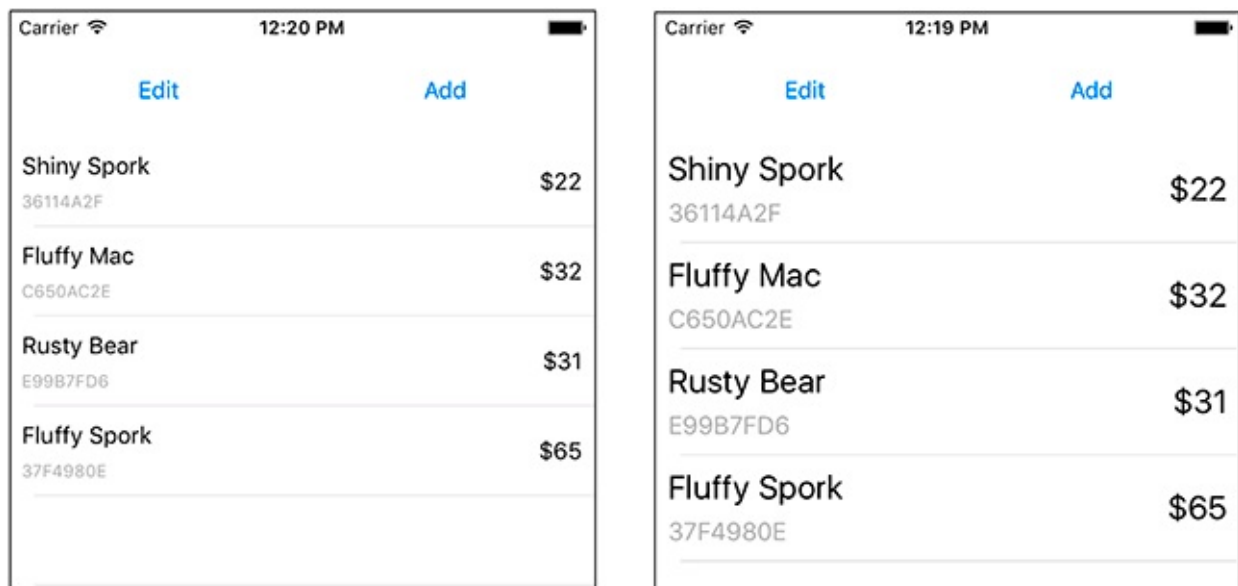 Carrier 12:20 PM
Edit Add
Shiny Spork
$22
36114A2F
Fluffy Mac
$32
C650AC2E
Rusty Bear
$31
E99B7FD6
Fluffy Spork
$65
37F4980E
Carrier 12:19 PM
Edit Add
Shiny Spork
$22
36114A2F
Fluffy Mac
$32
C650AC2E
Rusty Bear
$31
E99B7FD6
Fluffy Spork
$65
37F4980E